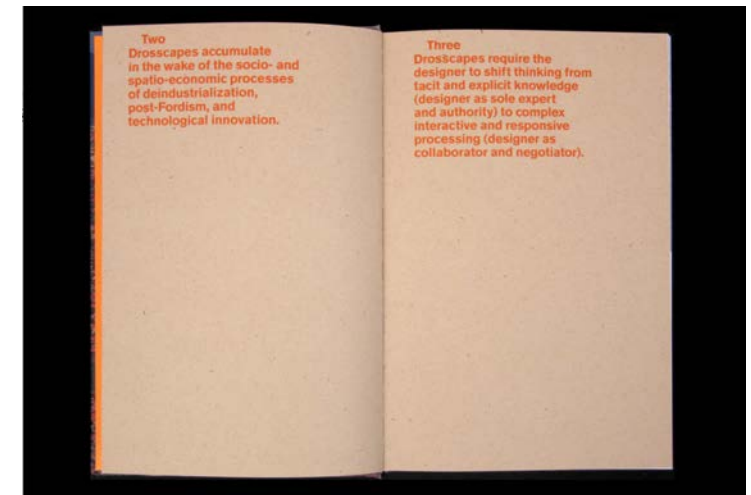 Two
Drosscapes accumulate
in the wake of the socio- and
spatio-economic processes
of deindustrialization,
post-Fordism, and
technological innovation.
Three
Drosscapes require the
designer to shift thinking from
tacit and explicit knowledge
(designer as sole expert
and authority) to complex
interactive and responsive
processing (designer as
collaborator and negotiator).